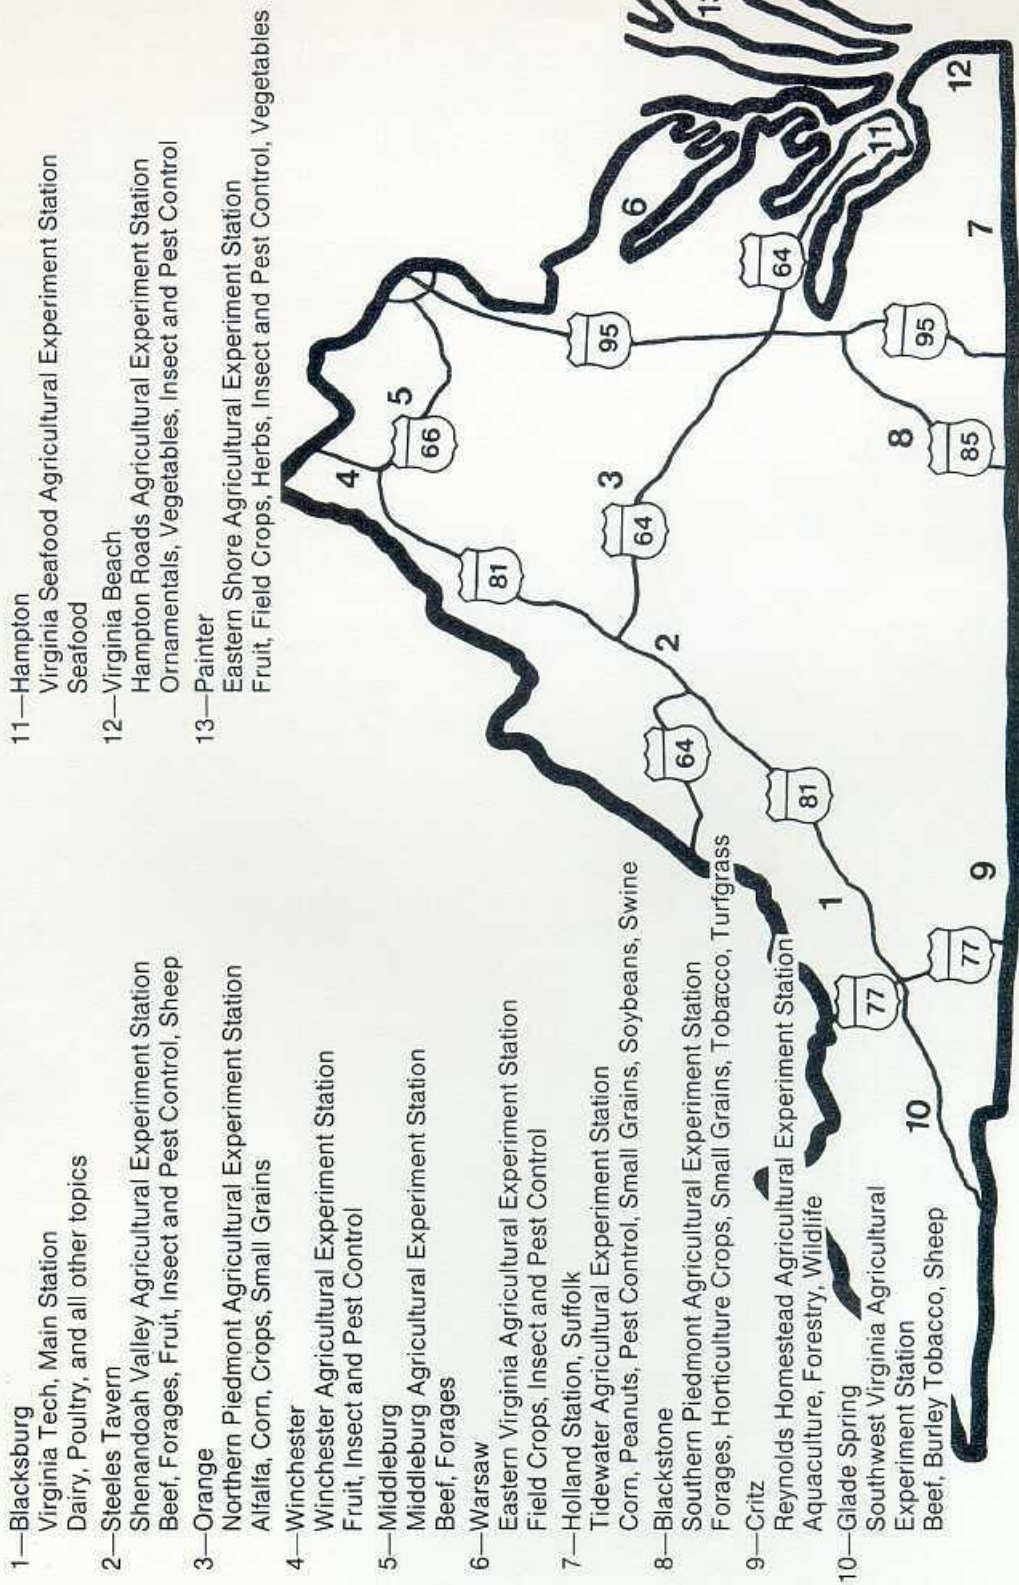 1—Blacksburg
Virginia Tech, Main Station
Dairy, Poultry, and all other topics
2—Steeles Tavern
Shenandoah Valley Agricultural Experiment Station
Beef, Forages, Fruit, Insect and Pest Control, Sheep
3—Orange
Northern Piedmont Agricultural Experiment Station
Alfalfa, Corn, Crops, Small Grains
4—Winchester
Winchester Agricultural Experiment Station
Fruit, Insect and Pest Control
5—Middleburg
Middleburg Agricultural Experiment Station
Beef, Forages
6—Warsaw
Eastern Virginia Agricultural Experiment Station
Field Crops, Insect and Pest Control
7—Holland Station, Suffolk
Tidewater Agricultural Experiment Station
Corn, Peanuts, Pest Control, Small Grains, Soybeans, Swine
8—Blackstone
Southern Piedmont Agricultural Experiment Station
Forages, Horticulture Crops, Small Grains, Tobacco, Turfgrass
9—Critz
Reynolds Homestead Agricultural Experiment Station
Aquaculture, Forestry, Wildlife
10—Glade Spring
Southwest Virginia Agricultural
Experiment Station
Beef, Burley Tobacco, Sheep
11—Hampton
Virginia Seafood Agricultural Experiment Station
Seafood
12—Virginia Beach
Hampton Roads Agricultural Experiment Station
Ornamentals, Vegetables, Insect and Pest Control
13—Painter
Eastern Shore Agricultural Experiment Station
Fruit, Field Crops, Herbs, Insect and Pest Control, Vegetables
4
5
66
81
95
6
13
3
64
64
2
64
11
12
81
8
95
85
7
1
77
77
9
10